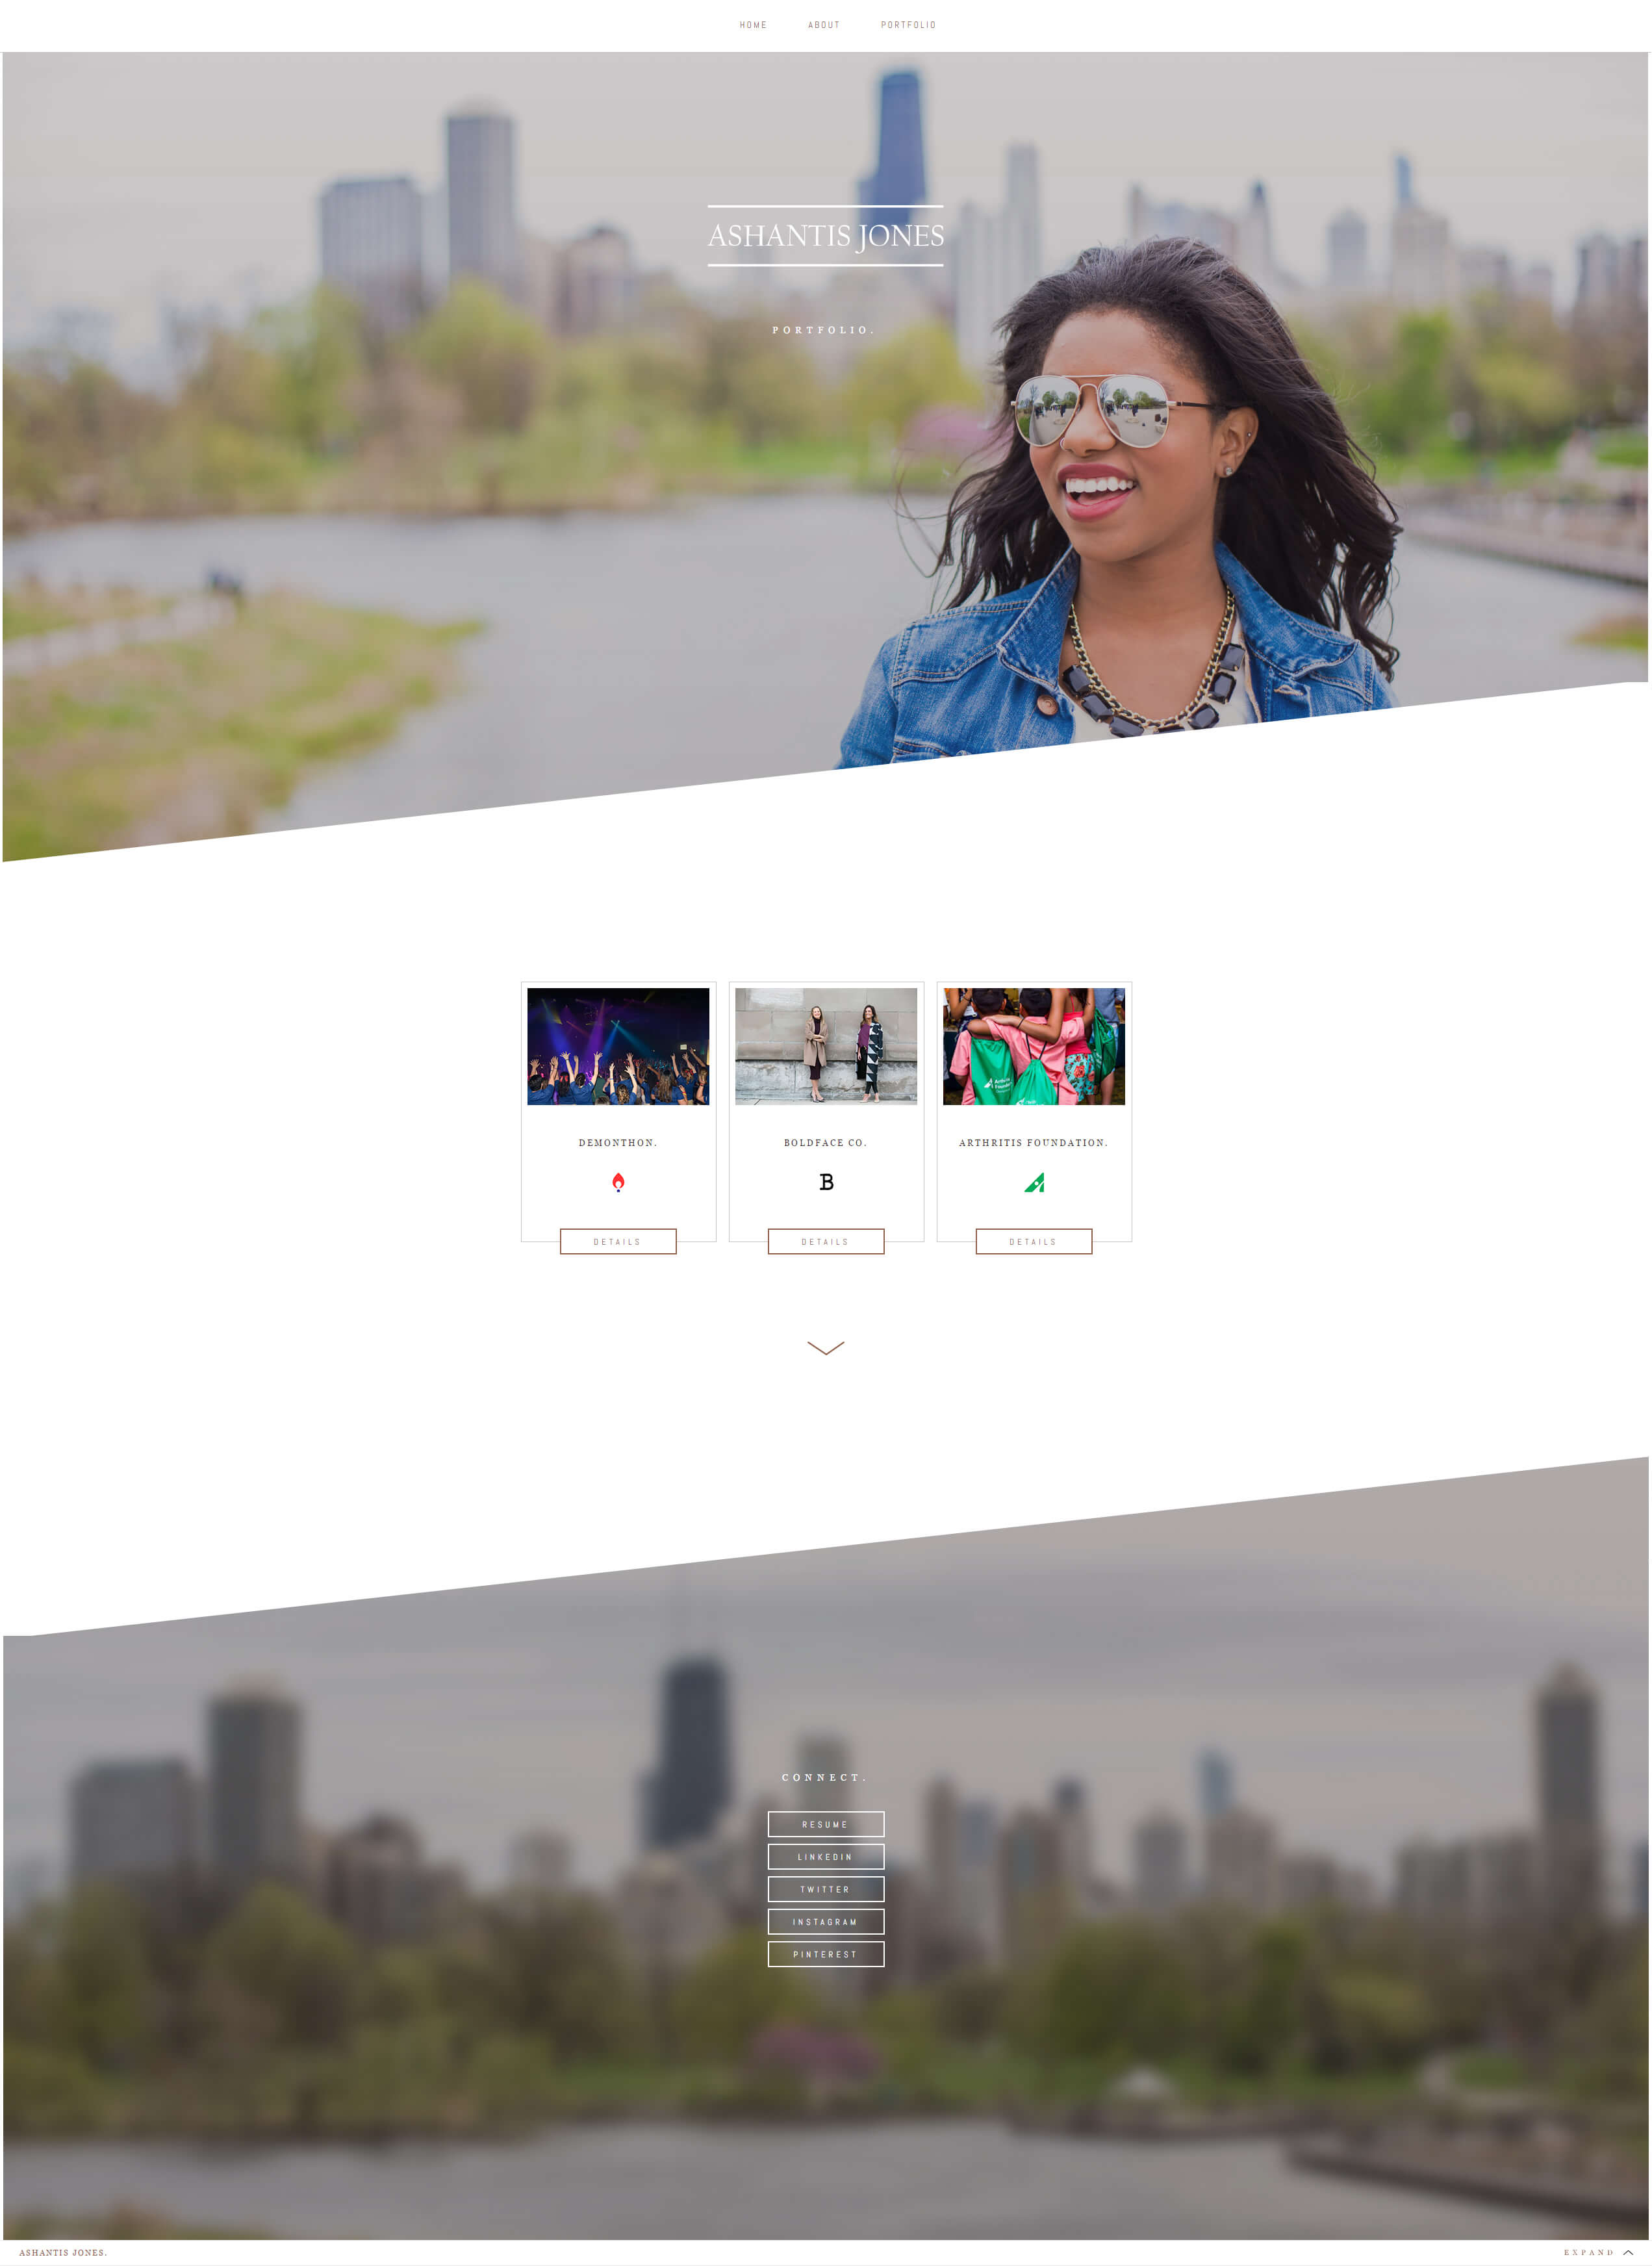 HOME ABOUT PORTFOLIO
ASHANTIS JONES
PORTFOLIO.
DEMONTHON. BOLDFACE CO. ARTHRITIS FOUNDATION.
B
DETAILS DETAILS DETAILS
CONNECT.
RESUME
LINKEDIN
TWITTER
INSTAGRAM
PINTEREST
ASHANTIS JONES. EXPAND